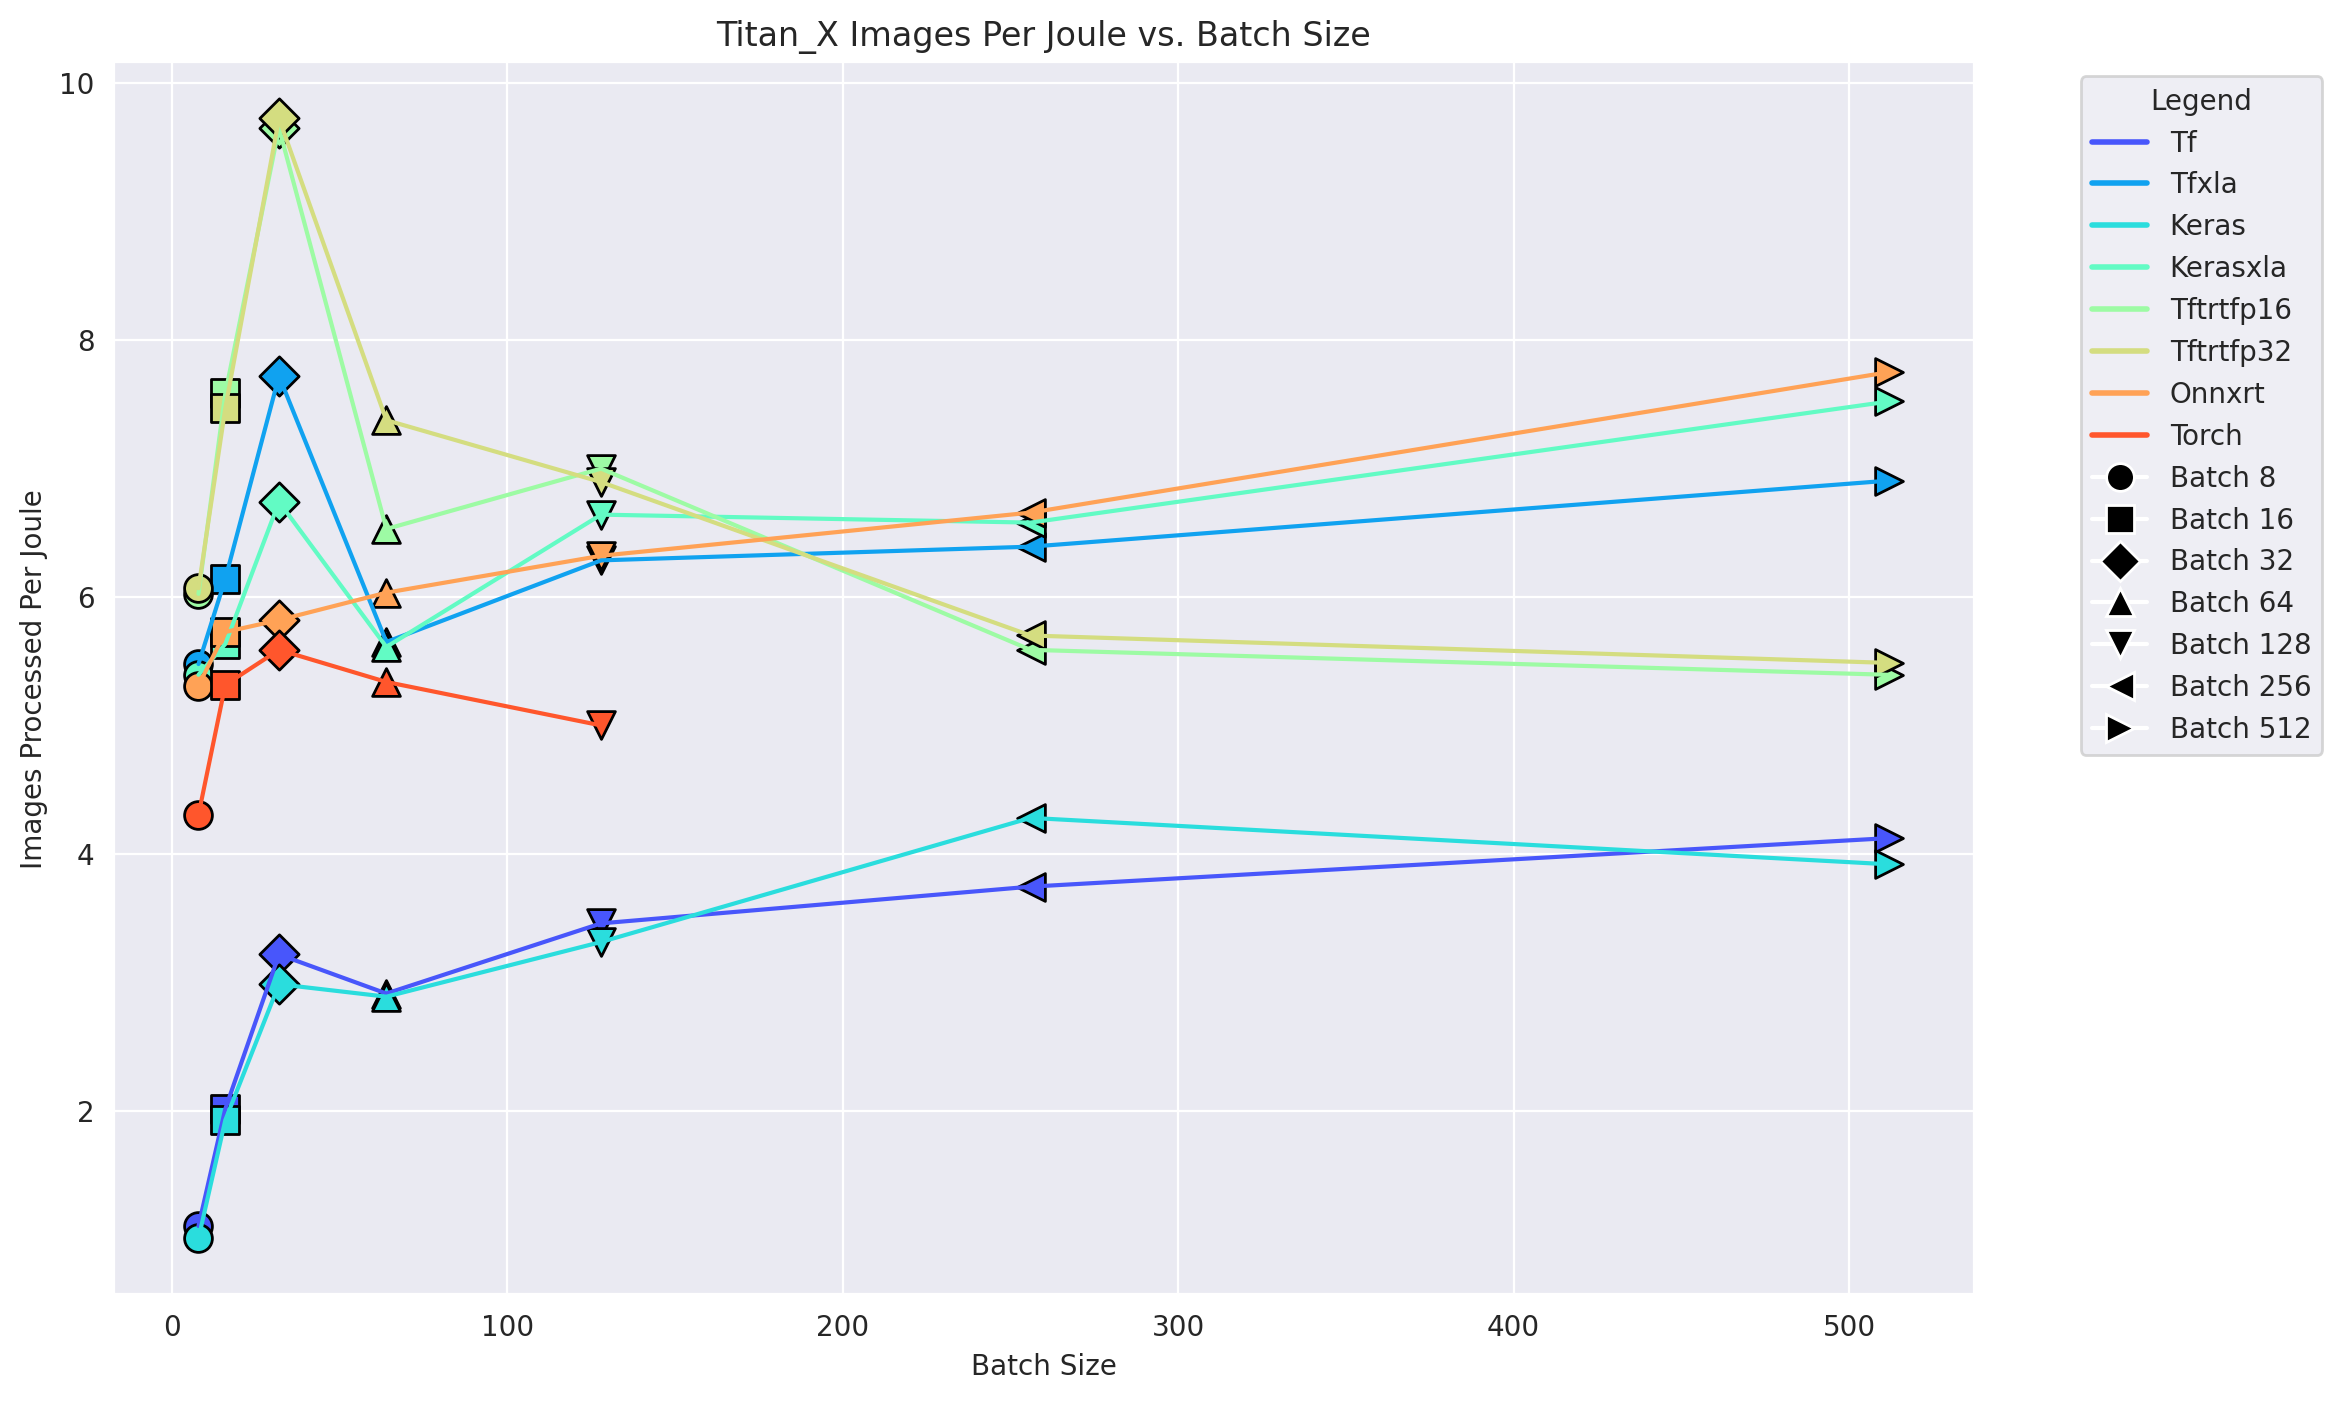 Titan_X Images Per Joule vs. Batch Size
Images Processed Per Joule
10
8
6
4
2
0
100
200
300
400
500
Batch Size
Legend
Tf
Tfxla
Keras
Kerasxla
Tftrtfp16
Tftrtfp32
Onnxrt
Torch
Batch 8
Batch 16
Batch 32
Batch 64
Batch 128
Batch 256
Batch 512